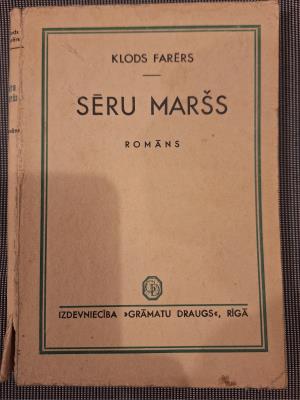 KLODS FARĒRS
SĒRU MARŠS
ROMĀNS
IZDEVNIECĪBA »GRĀMATU DRAUGS«, RĪGĀ